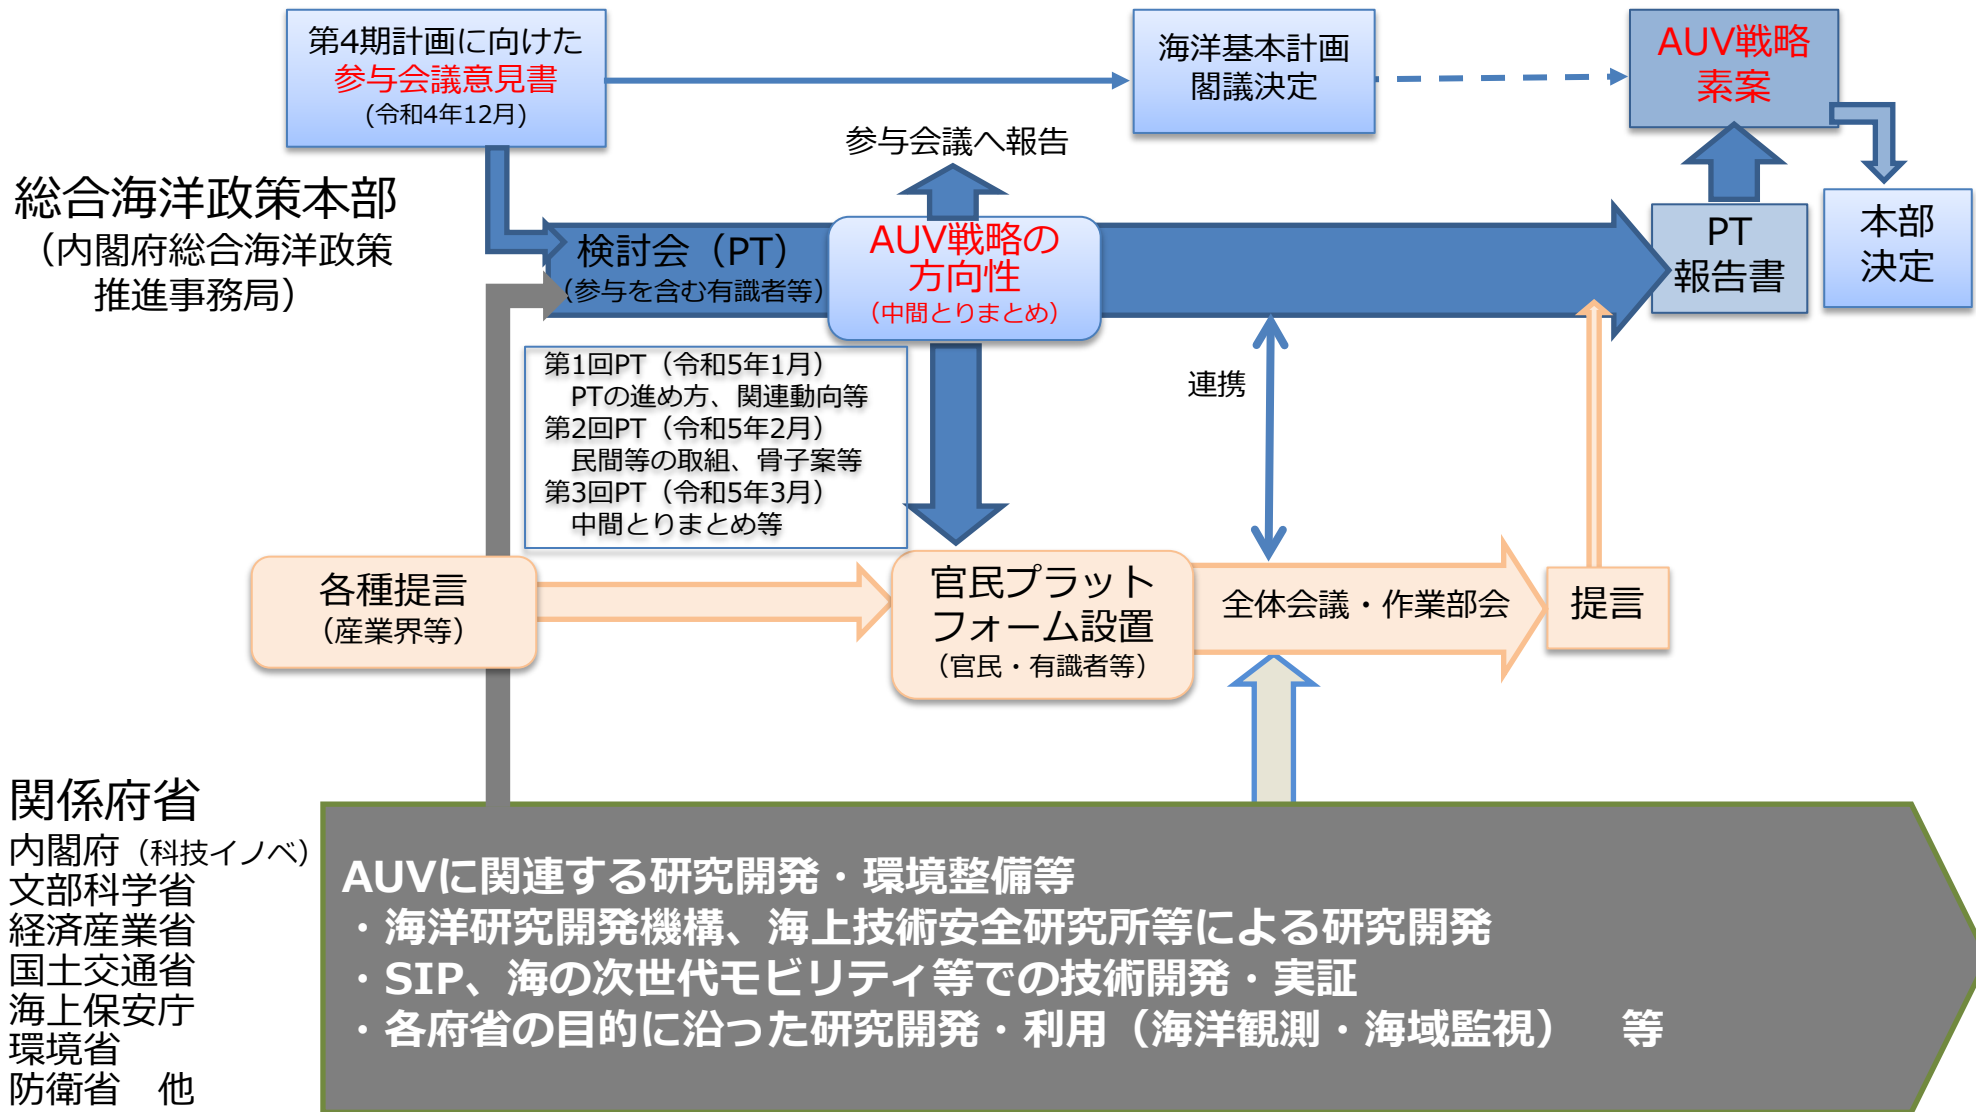 第4期計画に向けた
参与会議意見書
(令和4年12月)
海洋基本計画
閣議決定
AUV戦略
素案
参与会議へ報告
総合海洋政策本部
（内閣府総合海洋政策
推進事務局）
検討会（PT）
（参与を含む有識者等）
AUV戦略の
方向性
（中間とりまとめ）
PT
報告書
本部
決定
第1回PT（令和5年1月）
PTの進め方、関連動向等
第2回PT（令和5年2月）
民間等の取組、骨子案等
第3回PT（令和5年3月）
中間とりまとめ等
連携
各種提言
（産業界等）
官民プラット
フォーム設置
（官民・有識者等）
全体会議・作業部会
提言
関係府省
内閣府（科技イノベ）
文部科学省
経済産業省
国土交通省
海上保安庁
環境省
防衛省　他
AUVに関連する研究開発・環境整備等
・海洋研究開発機構、海上技術安全研究所等による研究開発
・SIP、海の次世代モビリティ等での技術開発・実証
・各府省の目的に沿った研究開発・利用（海洋観測・海域監視）　等